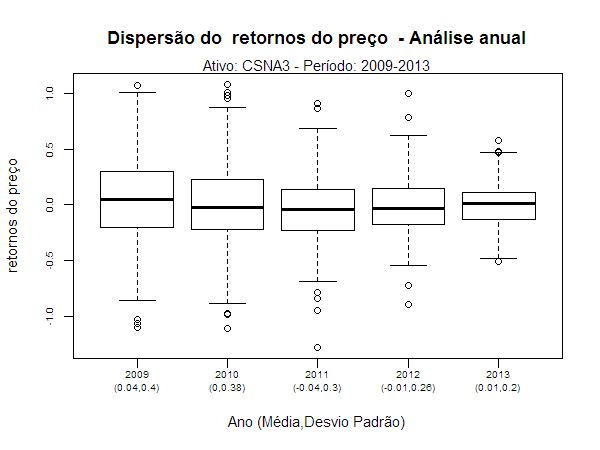 Dispersão do  retornos do preço  - Análise anual
Ativo: CSNA3 - Período: 2009-2013
retornos do preço
1.0
0.5
0.0
-0.5
-1.0
2009 2010 2011 2012 2013
(0.04,0.4) (0,0.38) (-0.04,0.3) (-0.01,0.26) (0.01,0.2)
Ano (Média,Desvio Padrão)